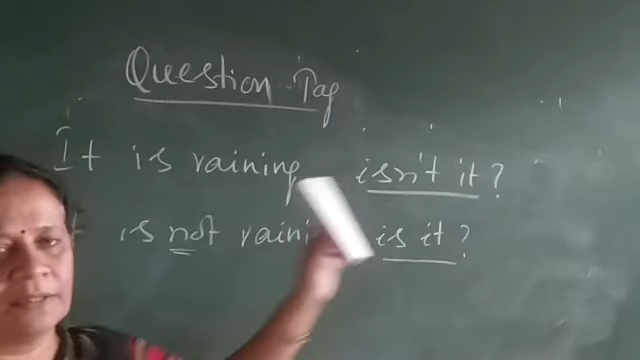 Question Tag
It is raining isn't it?
is not raini is it?